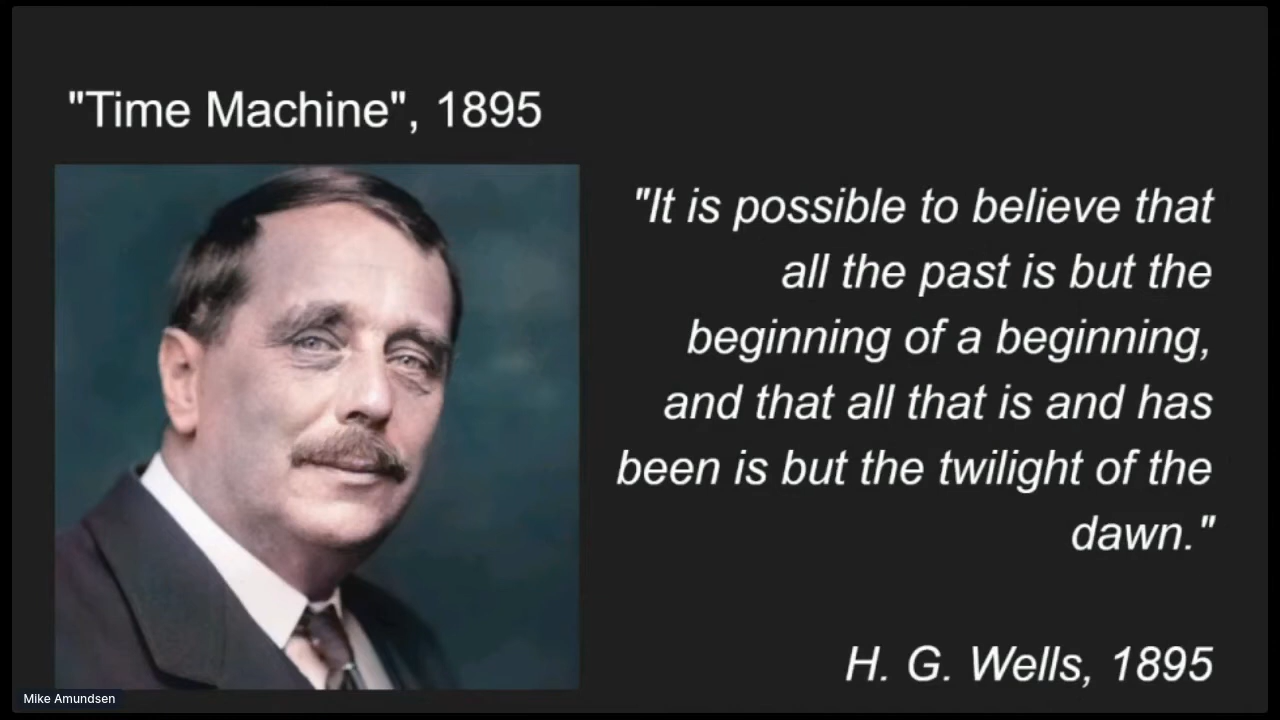 "Time Machine", 1895
"It is possible to believe that
all the past is but the
beginning of a beginning,
and that all that is and has
been is but the twilight of the
dawn."
H. G. Wells, 1895
Mike Amundsen